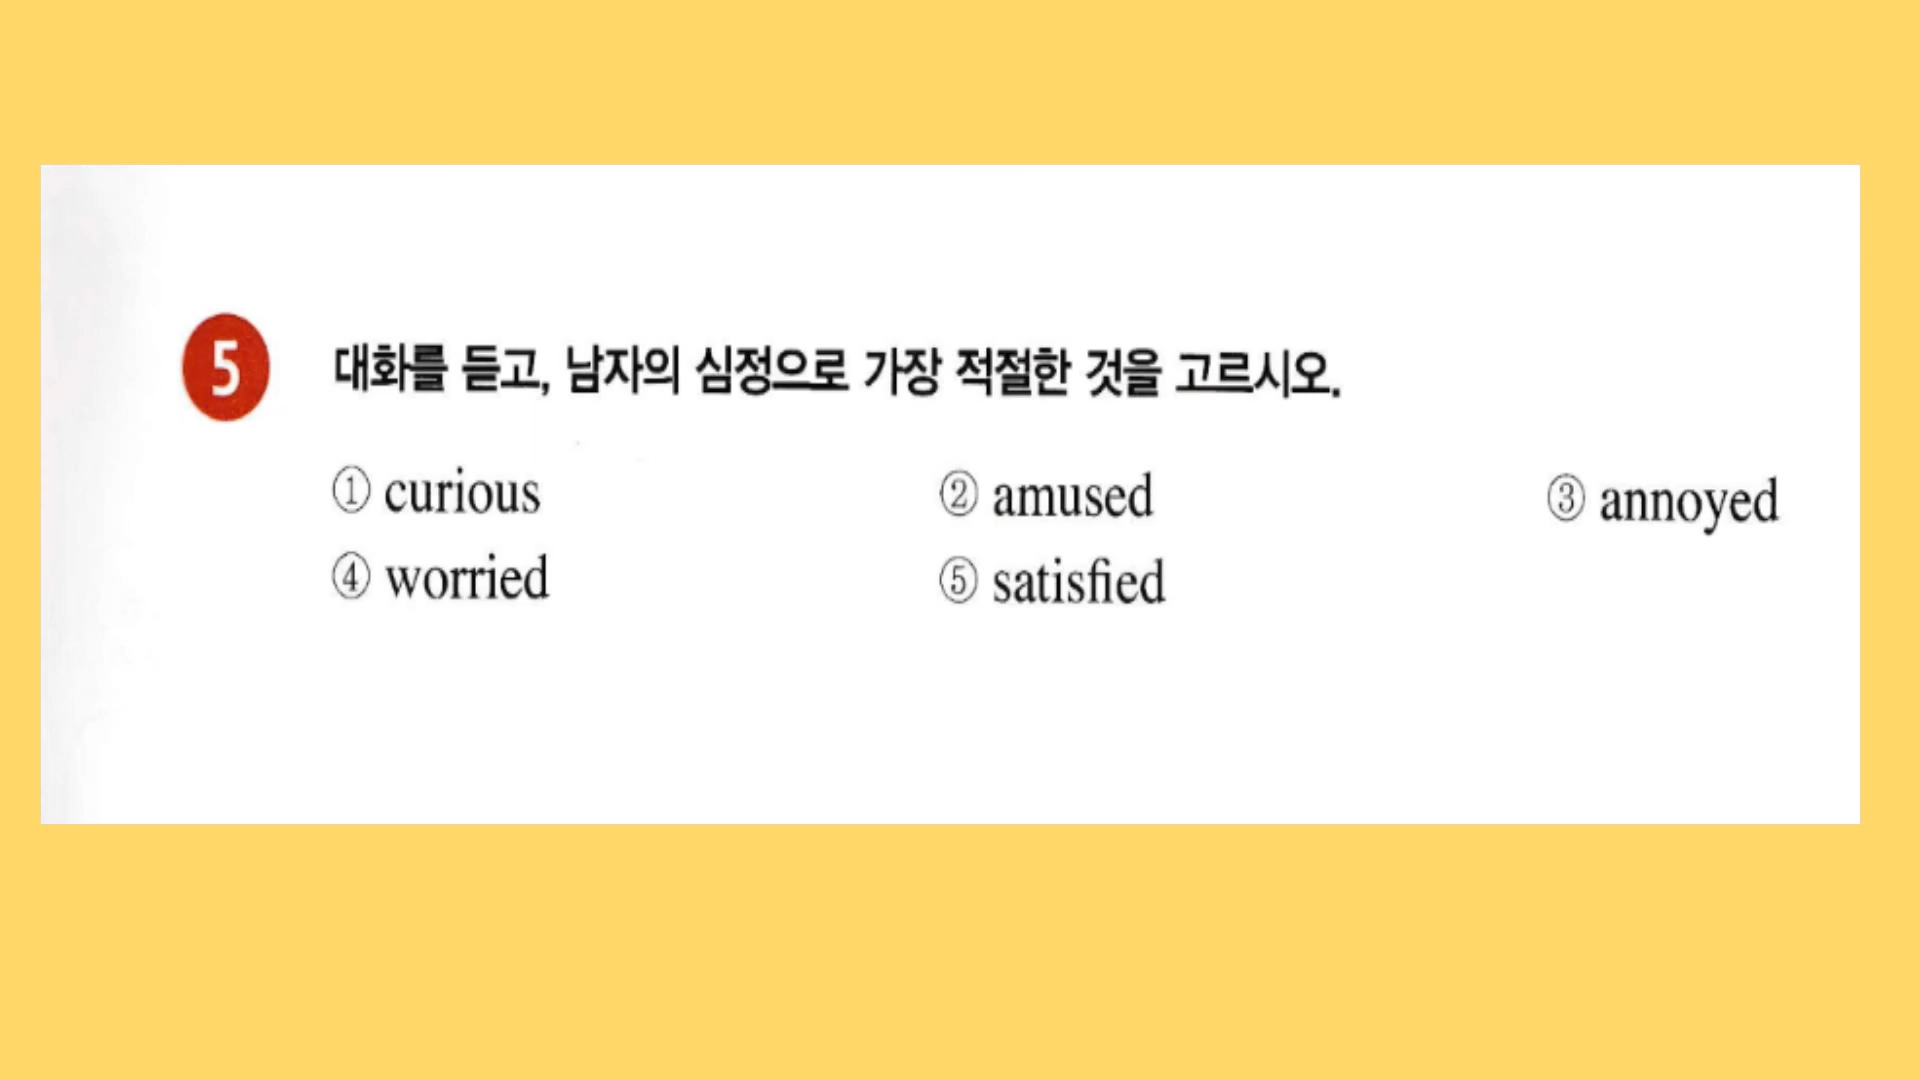 5 대화를 듣고, 남자의 심정으로 가장 적절한 것을 고르시오.
① curious ② amused ③ annoyed
④ worried ⑤ satisfied